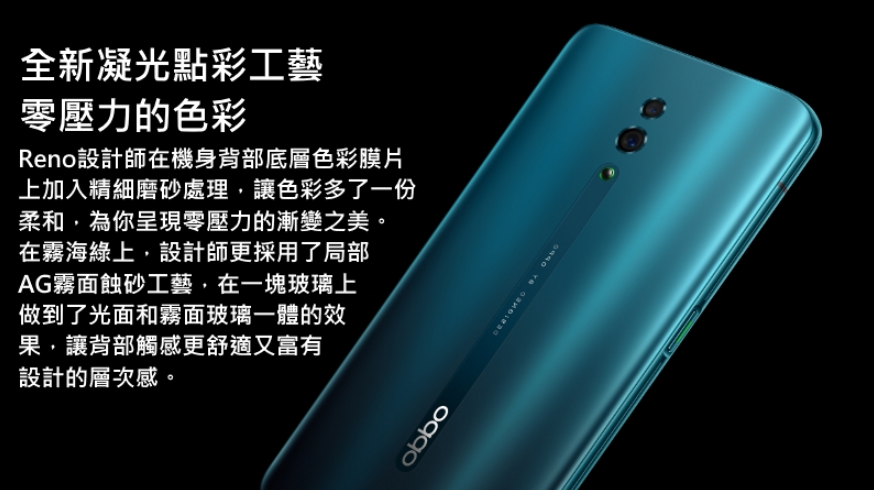 全新凝光點彩工藝
零壓力的色彩
Reno設計師在機身背部底層色彩膜片
上加入精細磨砂處理，讓色彩多了一份
柔和，為你呈現零壓力的漸變之美。
在霧海綠上，設計師更採用了局部
AG霧面蝕砂工藝，在一塊玻璃上
做到了光面和霧面玻璃一體的效
果，讓背部觸感更舒適又富有
設計的層次感。
DESIGNED BY OPPO
oppo